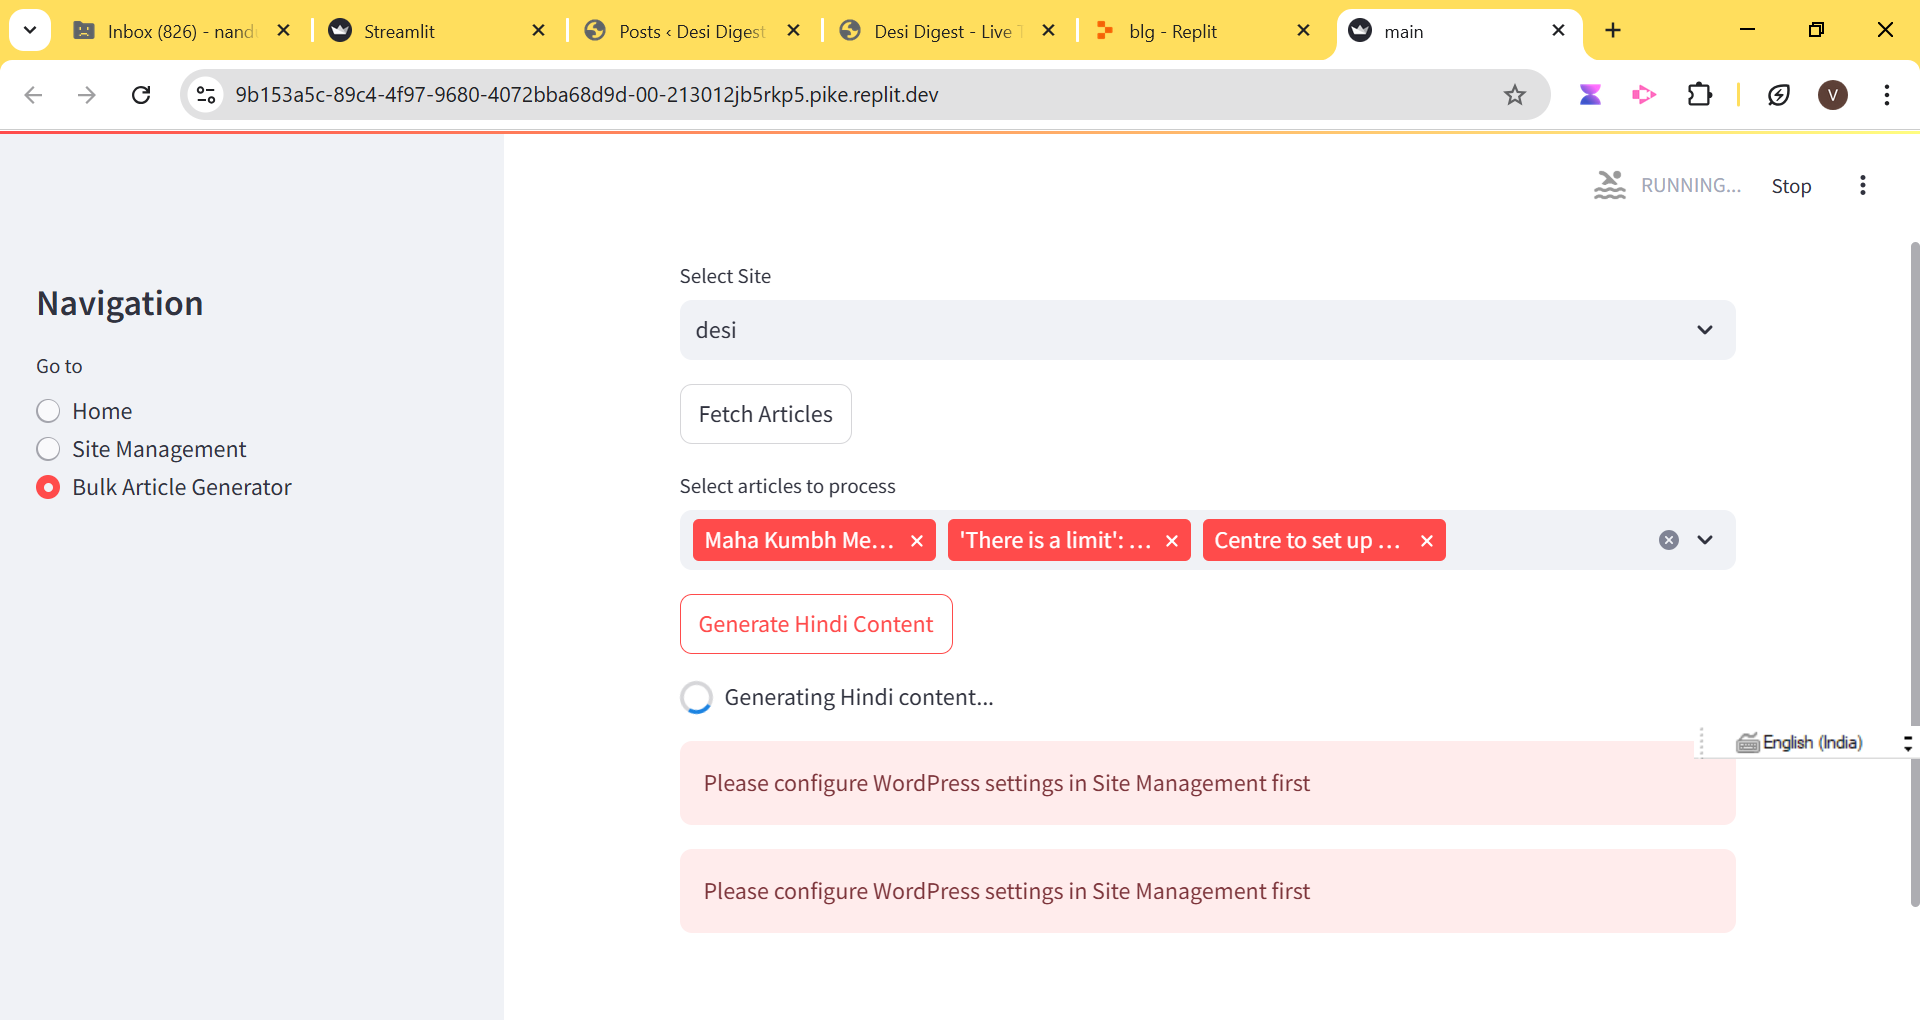 Inbox (826) - nand
Streamlit
Posts ‹ Desi Digest
Desi Digest - Live T
blg - Replit
main
9b153a5c-89c4-4f97-9680-4072bba68d9d-00-213012jb5rkp5.pike.replit.dev
V
RUNNING...
Stop
Navigation
Go to
Home
Site Management
Bulk Article Generator
Select Site
desi
Fetch Articles
Select articles to process
Maha Kumbh Me...
'There is a limit': ...
Centre to set up ...
Generate Hindi Content
Generating Hindi content...
English (India)
Please configure WordPress settings in Site Management first
Please configure WordPress settings in Site Management first